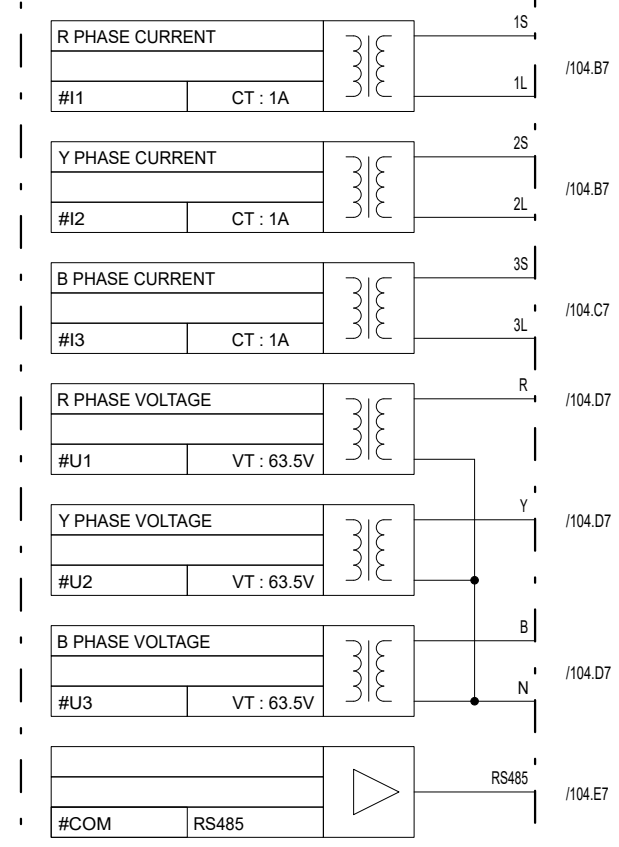 R PHASE CURRENT
1S
/104.B7
1L
#I1 CT : 1A
Y PHASE CURRENT
2S
/104.B7
2L
#I2 CT : 1A
B PHASE CURRENT
3S
/104.C7
3L
#I3 CT : 1A
R PHASE VOLTAGE
R
/104.D7
#U1 VT : 63.5V
Y PHASE VOLTAGE
Y
/104.D7
#U2 VT : 63.5V
B PHASE VOLTAGE
B
/104.D7
N
#U3 VT : 63.5V
RS485
/104.E7
#COM RS485